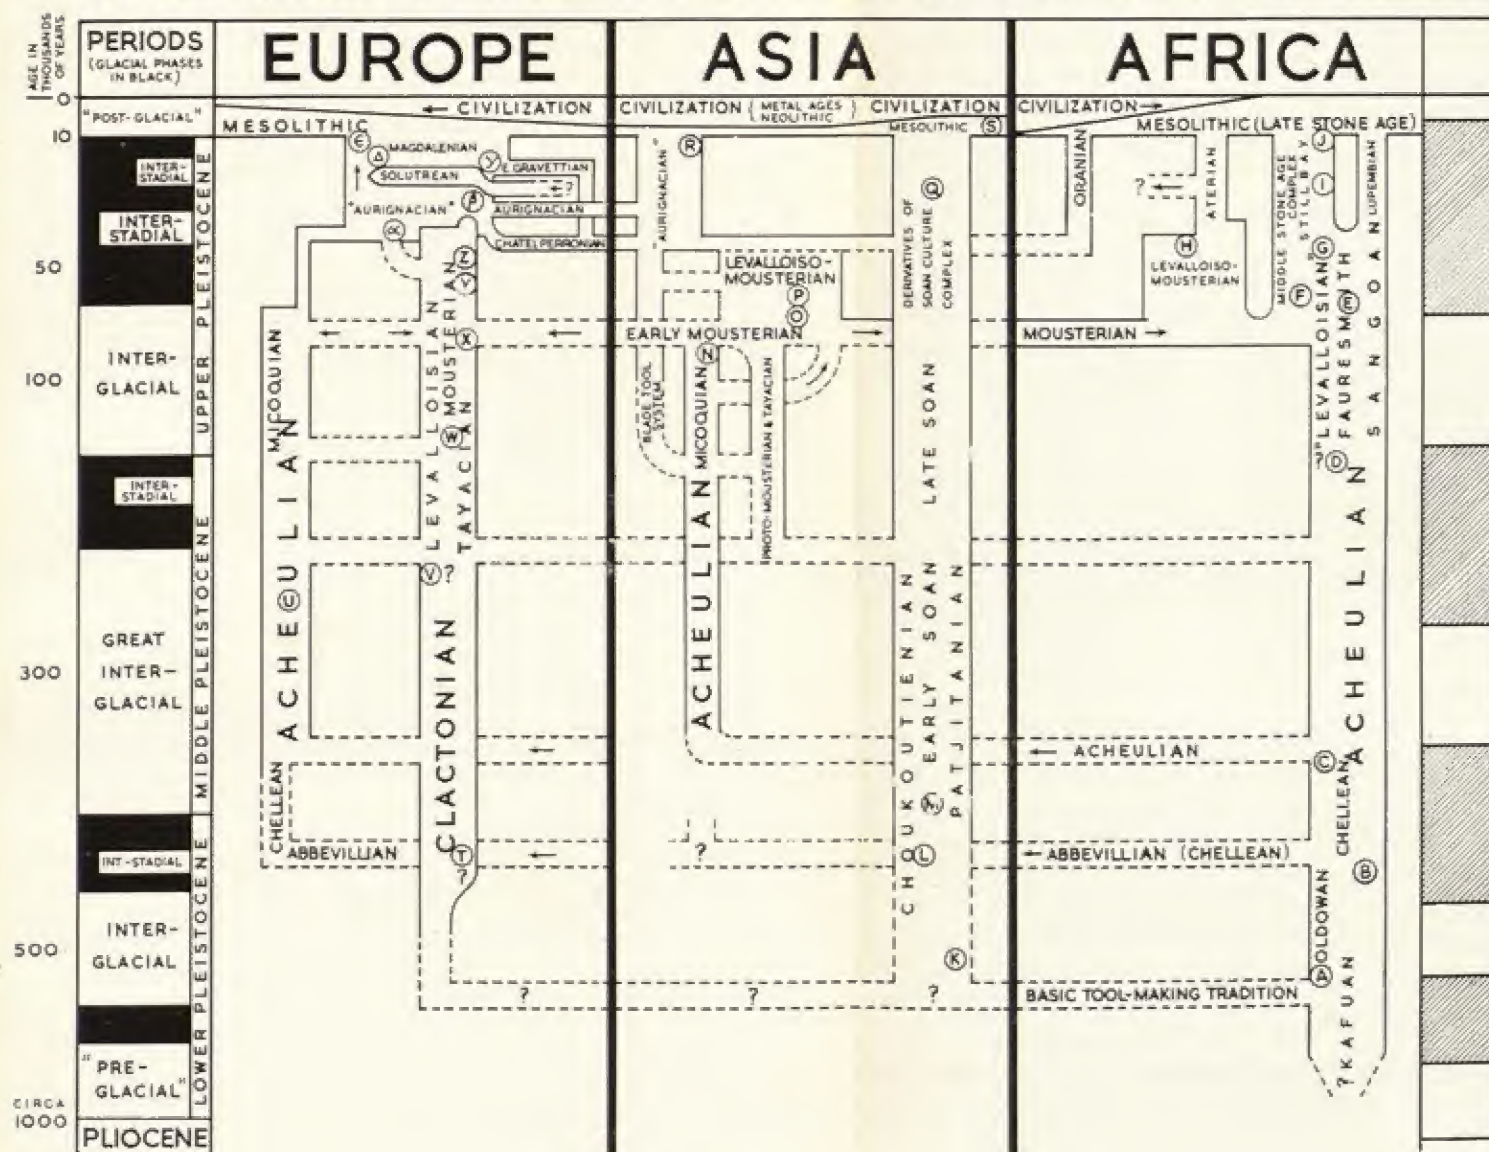 AGE IN
THOUSANDS
OF YEARS
PERIODS
(GLACIAL PHASES
IN BLACK)
EUROPE
ASIA
AFRICA
0
"POST-GLACIAL"
← CIVILIZATION
CIVILIZATION (METAL AGES
NEOLITHIC) CIVILIZATION
CIVILIZATION→
MESOLITHIC
MESOLITHIC Ⓢ
MESOLITHIC (LATE STONE AGE)
10
INTER-
STADIAL
INTER-
STADIAL
50
INTER-
GLACIAL
100
INTER-
STADIAL
GREAT
INTER-
GLACIAL
300
INT-STADIAL
INTER-
GLACIAL
500
"PRE-
GLACIAL"
CIRCA
1000
PLIOCENE
UPPER PLEISTOCENE
MIDDLE PLEISTOCENE
LOWER PLEISTOCENE
Є
Δ
MAGDALENIAN
SOLUTREAN
γ
E GRAVETTIAN
←?
β
"AURIGNACIAN"
AURIGNACIAN
α
CHATELPERRONIAN
Z
Y
X
W
MICOQUIAN
ACHEULIAN
U
CHELLEAN
ABBEVILLIAN
LEVALLOISIAN
MOUSTERIAN
TAYACIAN
V ?
CLACTONIAN
T
?
←
?
"AURIGNACIAN"
R
LEVALLOISO-
MOUSTERIAN
P
O
EARLY MOUSTERIAN
N
BLADE TOOL
SYSTEM
MICOQUIAN
ACHEULIAN
PROTO-MOUSTERIAN & TAYACIAN
?
?
Q
DERIVATIVES OF
SOAN CULTURE
COMPLEX
LATE SOAN
CHOUKOUTIENIAN
EARLY SOAN
PATJITANIAN
M
L
K
?
ORANIAN
?←
ATERIAN
H
LEVALLOISO-
MOUSTERIAN
MOUSTERIAN →
MIDDLE STONE AGE
COMPLEX
STILLBAY
J
I
G
F
E
LUPEMBIAN
SANGOAN
"LEVALLOISIAN"
FAURESMITH
? D
ACHEULIAN
← ACHEULIAN
C
CHELLEAN
← ABBEVILLIAN (CHELLEAN)
B
OLDOWAN
A
BASIC TOOL-MAKING TRADITION
? KAFUAN